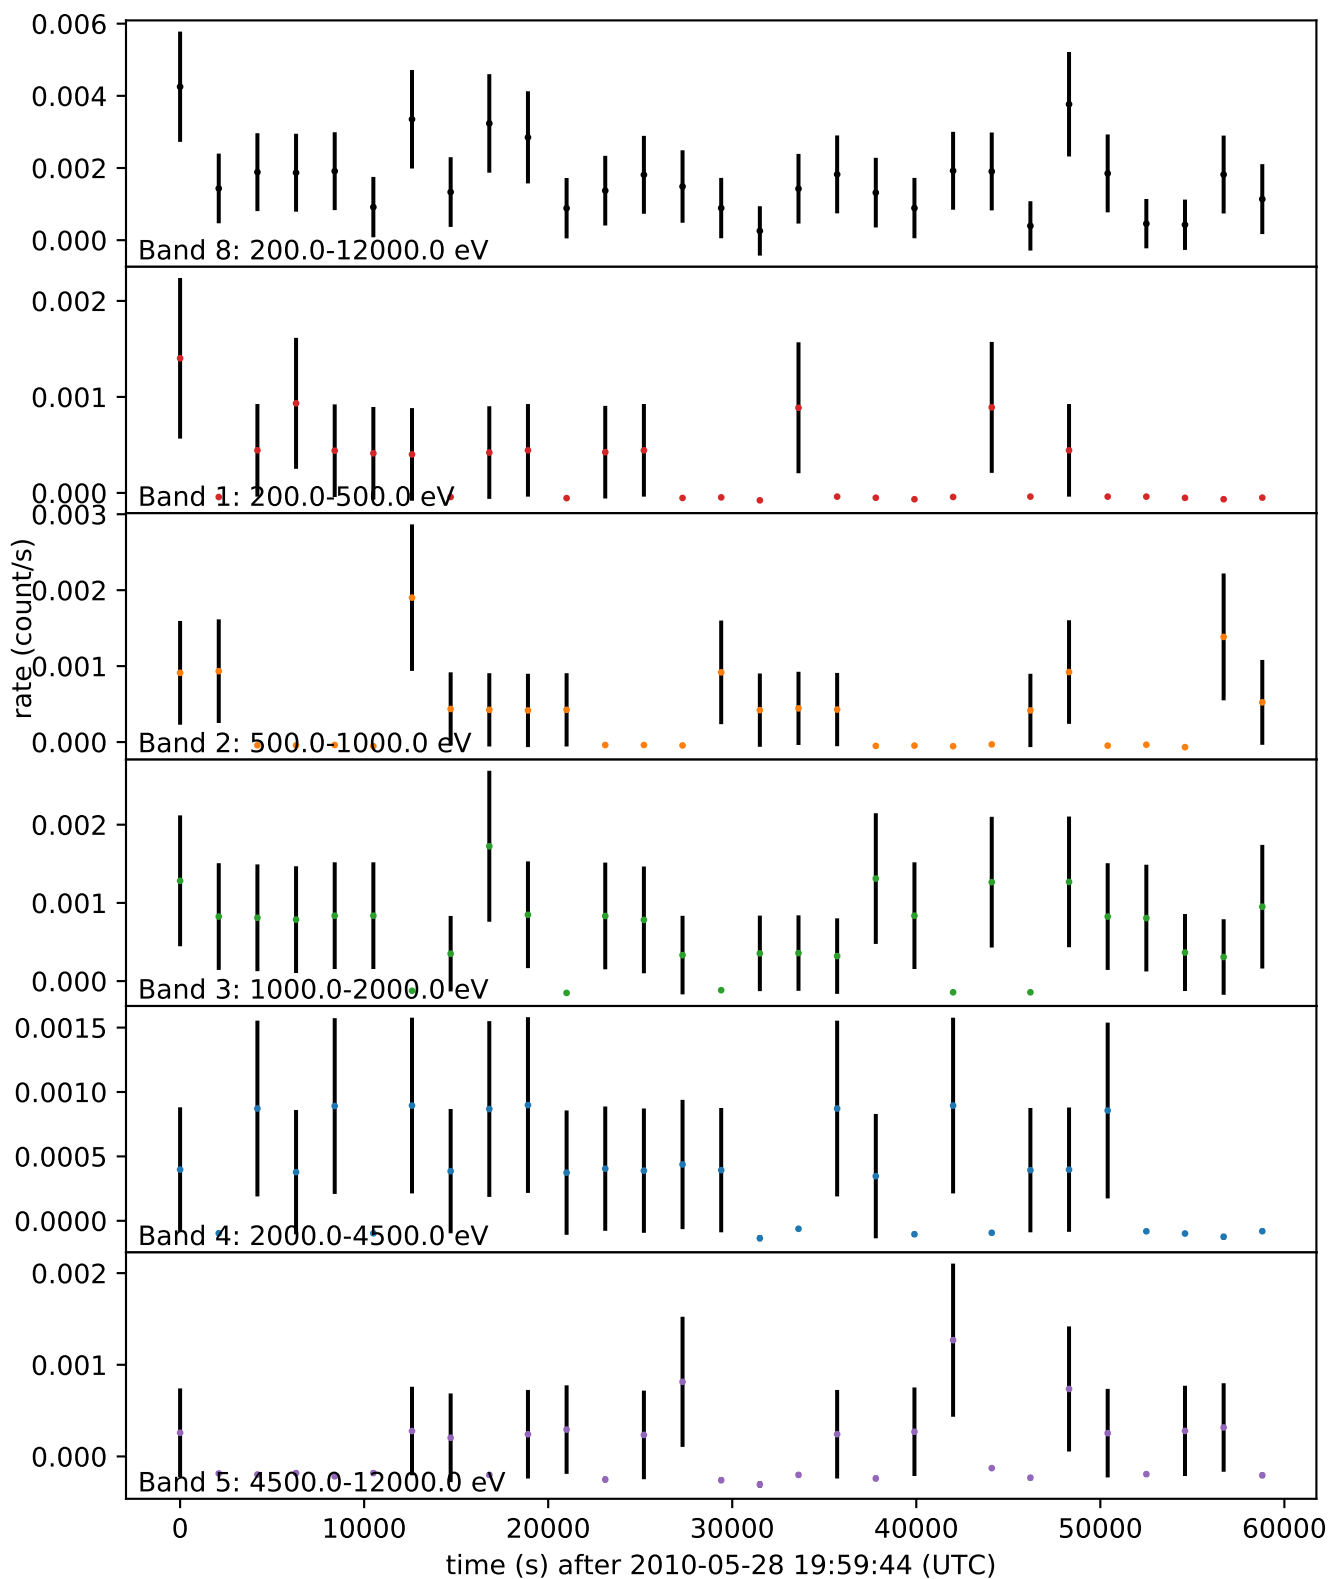 0.006
0.004
0.002
0.000
Band 8: 200.0-12000.0 eV
0.002
0.001
0.000
Band 1: 200.0-500.0 eV
0.003
0.002
0.001
0.000
Band 2: 500.0-1000.0 eV
rate (count/s)
0.002
0.001
0.000
Band 3: 1000.0-2000.0 eV
0.0015
0.0010
0.0005
0.0000
Band 4: 2000.0-4500.0 eV
0.002
0.001
0.000
Band 5: 4500.0-12000.0 eV
0 10000 20000 30000 40000 50000 60000
time (s) after 2010-05-28 19:59:44 (UTC)